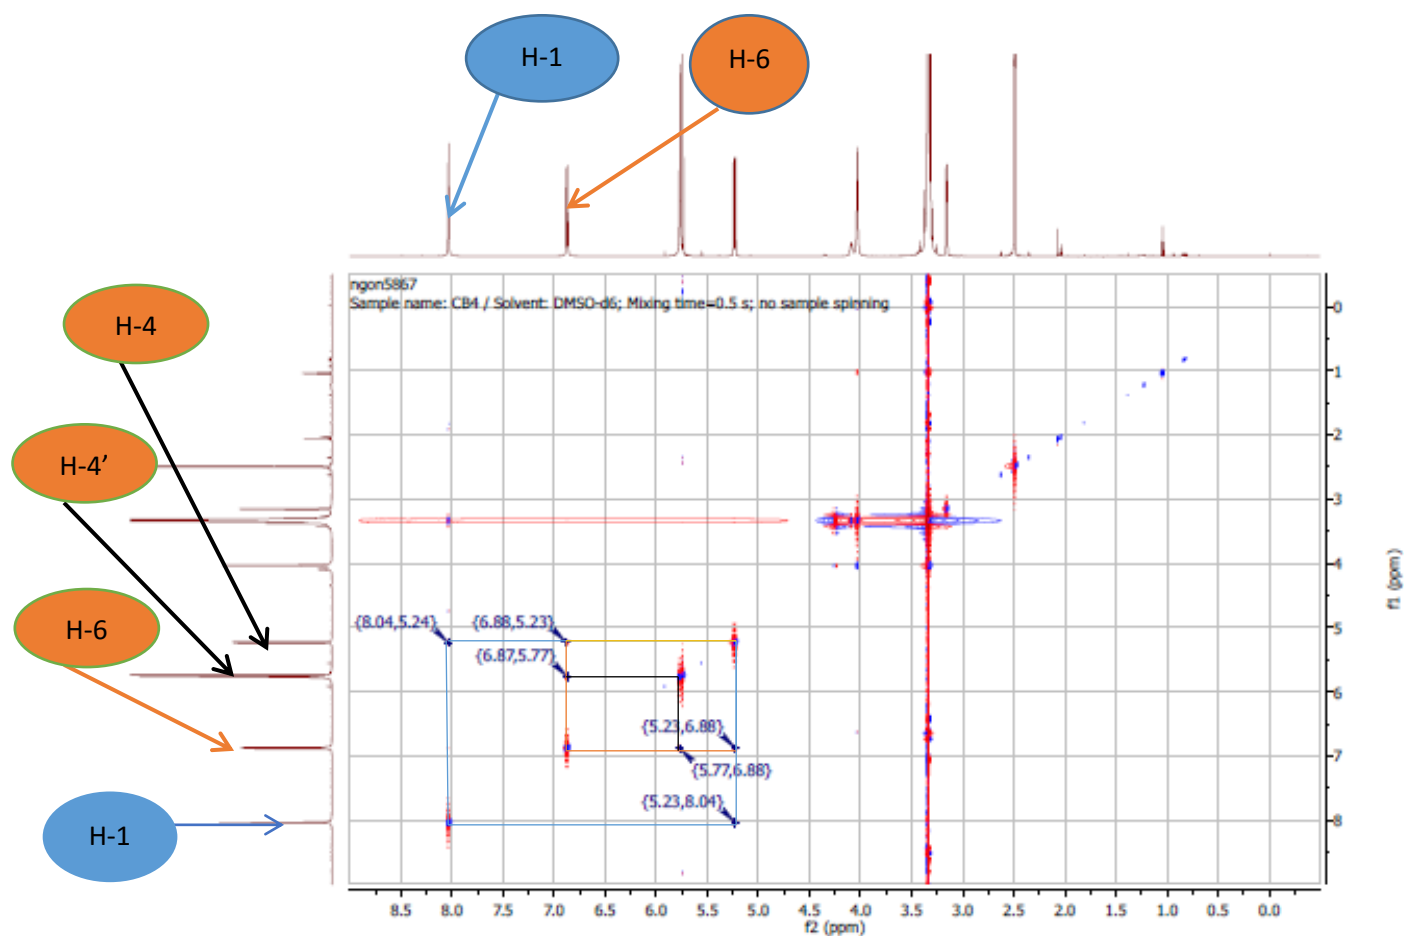 H-1
H-6
ngon5867
Sample name: CB4 / Solvent: DMSO-d6; Mixing time=0.5 s; no sample spinning
H-4
H-4’
H-6
H-1
{8.04,5.24}
{6.88,5.23}
{6.87,5.77}
{5.23,6.88}
{5.77,6.88}
{5.23,8.04}
0
1
2
3
4
5
6
7
8
f1 (ppm)
8.5 8.0 7.5 7.0 6.5 6.0 5.5 5.0 4.5 4.0 3.5 3.0 2.5 2.0 1.5 1.0 0.5 0.0
f2 (ppm)